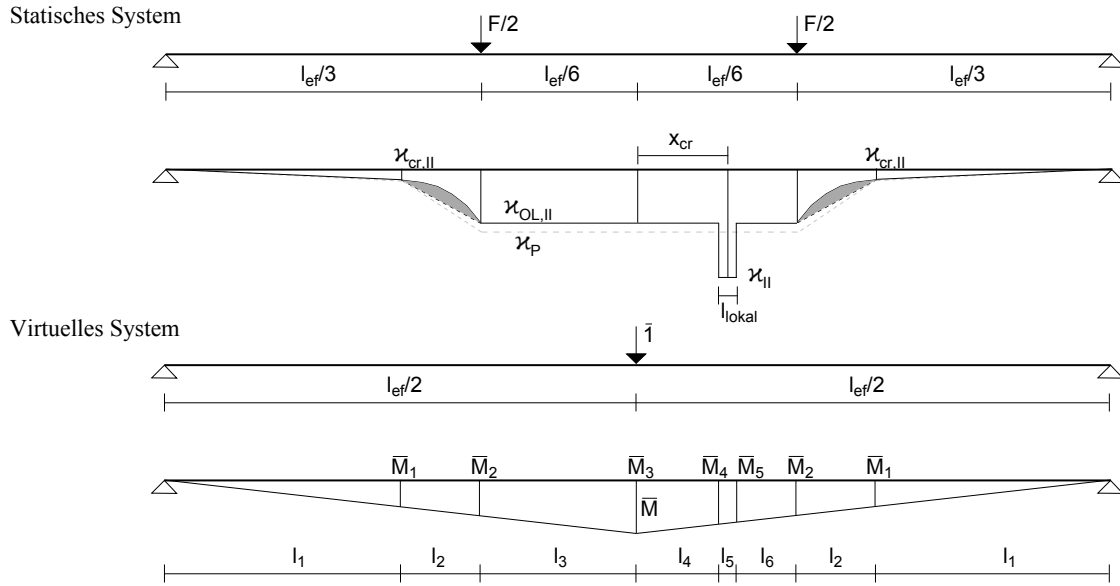 Statisches System
F/2 F/2
l_ef/3 l_ef/6 l_ef/6 l_ef/3
x_cr
ϰ_cr,II ϰ_cr,II
ϰ_OL,II
ϰ_P
ϰ_II
l_lokal
Virtuelles System
1̄
l_ef/2 l_ef/2
M̄_1 M̄_2 M̄_3 M̄_4 M̄_5 M̄_2 M̄_1
M̄
l_1 l_2 l_3 l_4 l_5 l_6 l_2 l_1